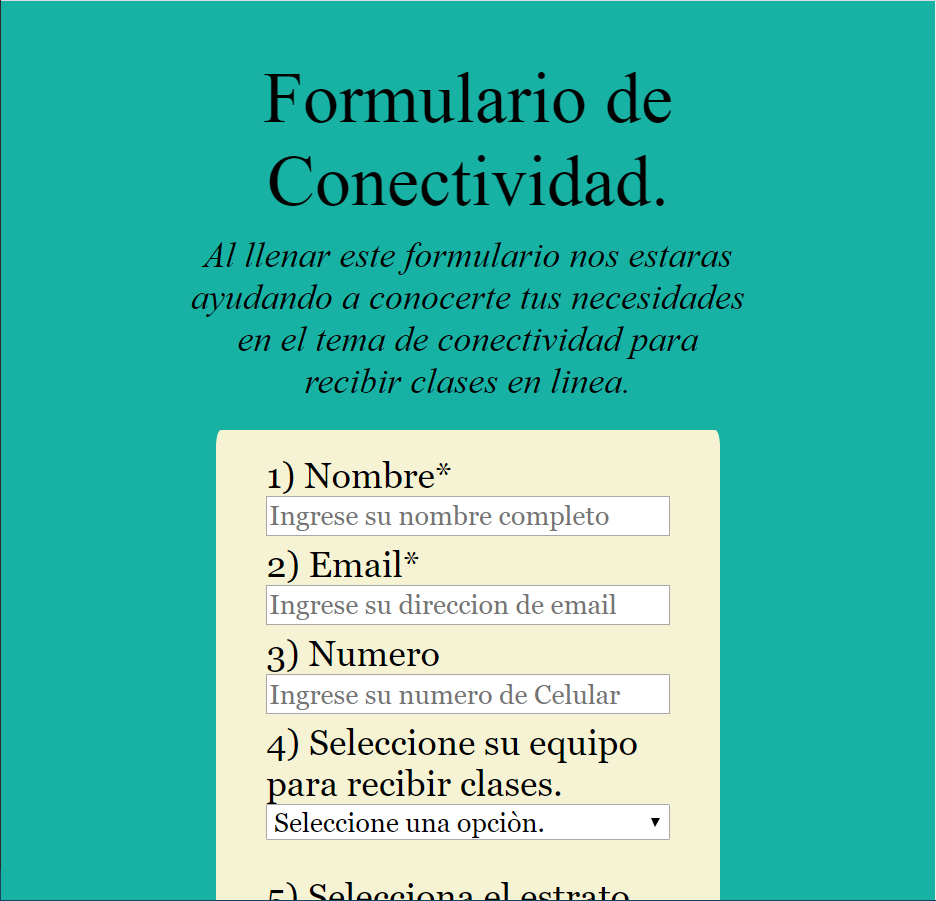 Formulario de
Conectividad.
Al llenar este formulario nos estaras
ayudando a conocerte tus necesidades
en el tema de conectividad para
recibir clases en linea.
1) Nombre*
Ingrese su nombre completo
2) Email*
Ingrese su direccion de email
3) Numero
Ingrese su numero de Celular
4) Seleccione su equipo
para recibir clases.
Seleccione una opciòn.
5) Selecciona el estrato